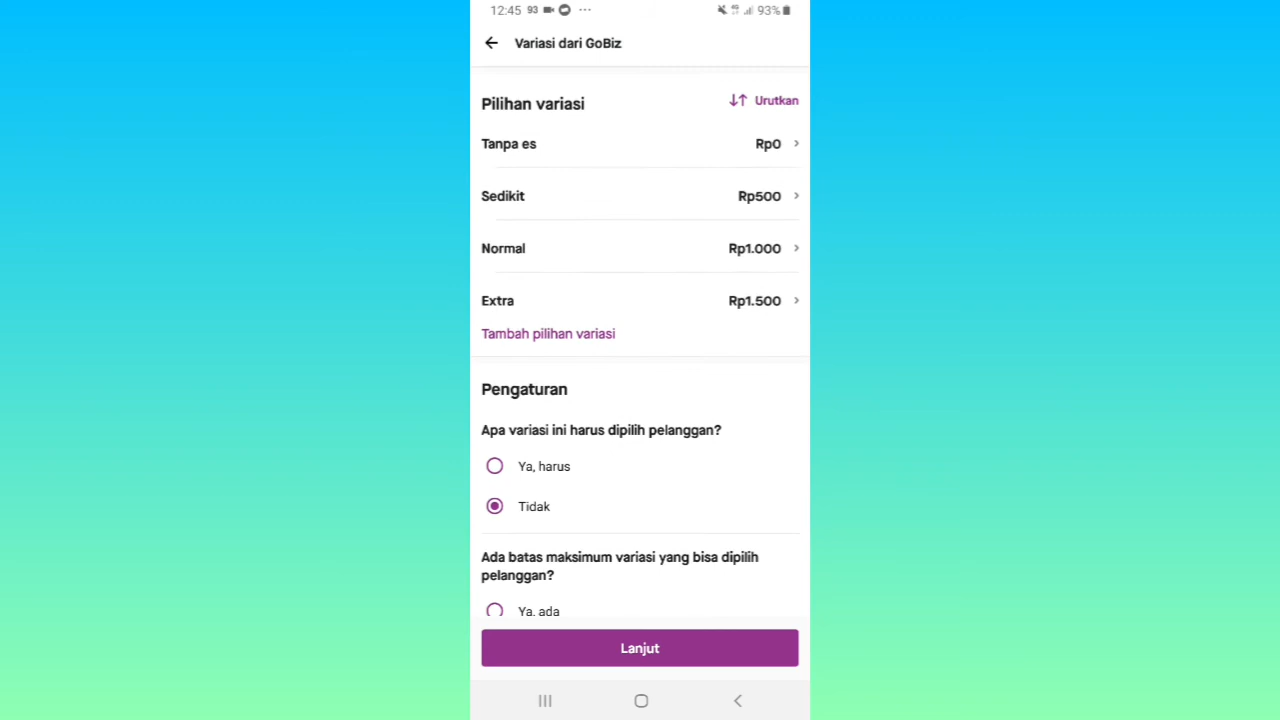 12:45 93 ... 93%
Variasi dari GoBiz
Pilihan variasi
Urutkan
Tanpa es Rp0
Sedikit Rp500
Normal Rp1.000
Extra Rp1.500
Tambah pilihan variasi
Pengaturan
Apa variasi ini harus dipilih pelanggan?
Ya, harus
Tidak
Ada batas maksimum variasi yang bisa dipilih
pelanggan?
Ya, ada
Lanjut